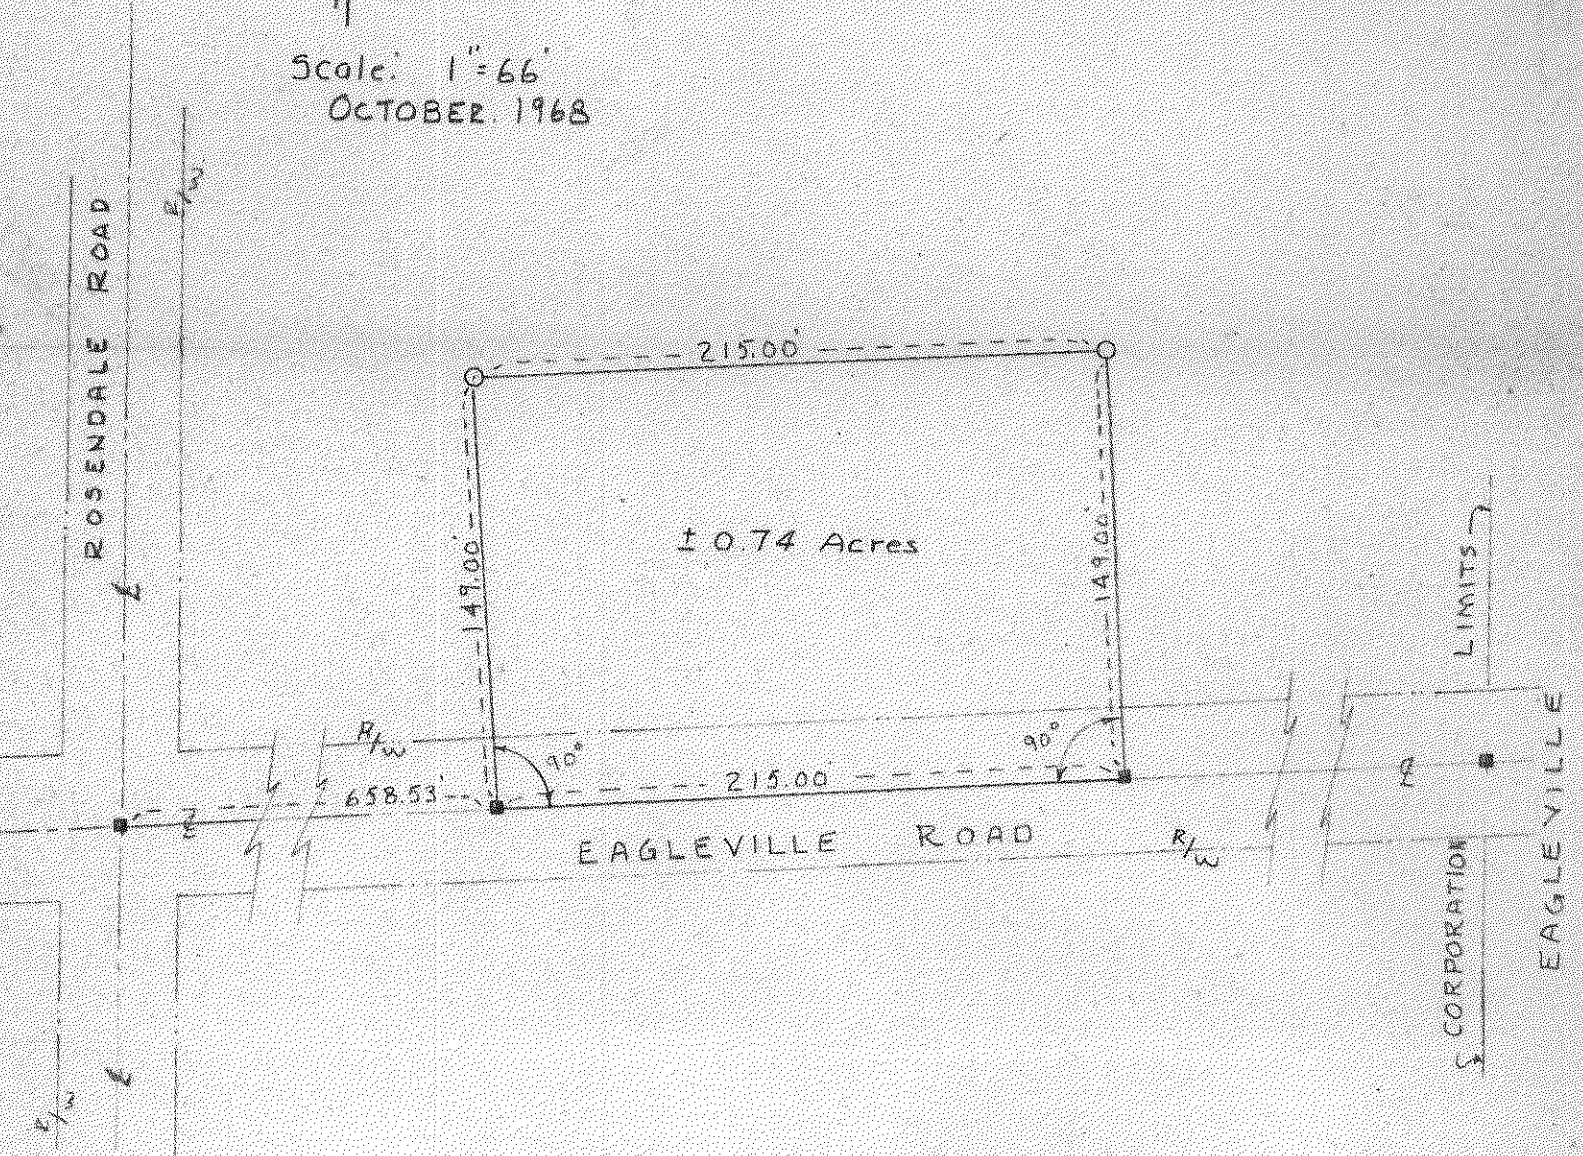 Scale: 1"=66'
OCTOBER. 1968
R/W
ROSENDALE ROAD
215.00'
149.00'
± 0.74 Acres
149.00'
LIMITS
R/W
90°
90°
658.53'
215.00'
EAGLEVILLE ROAD
R/W
CORPORATION
EAGLEVILLE
R/W